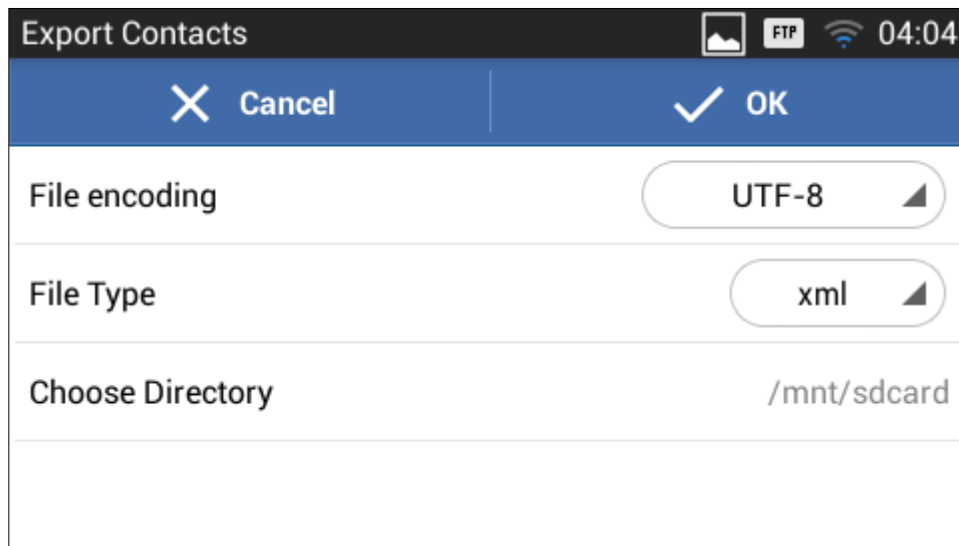 Export Contacts FTP 04:04
Cancel OK
File encoding UTF-8
File Type xml
Choose Directory /mnt/sdcard